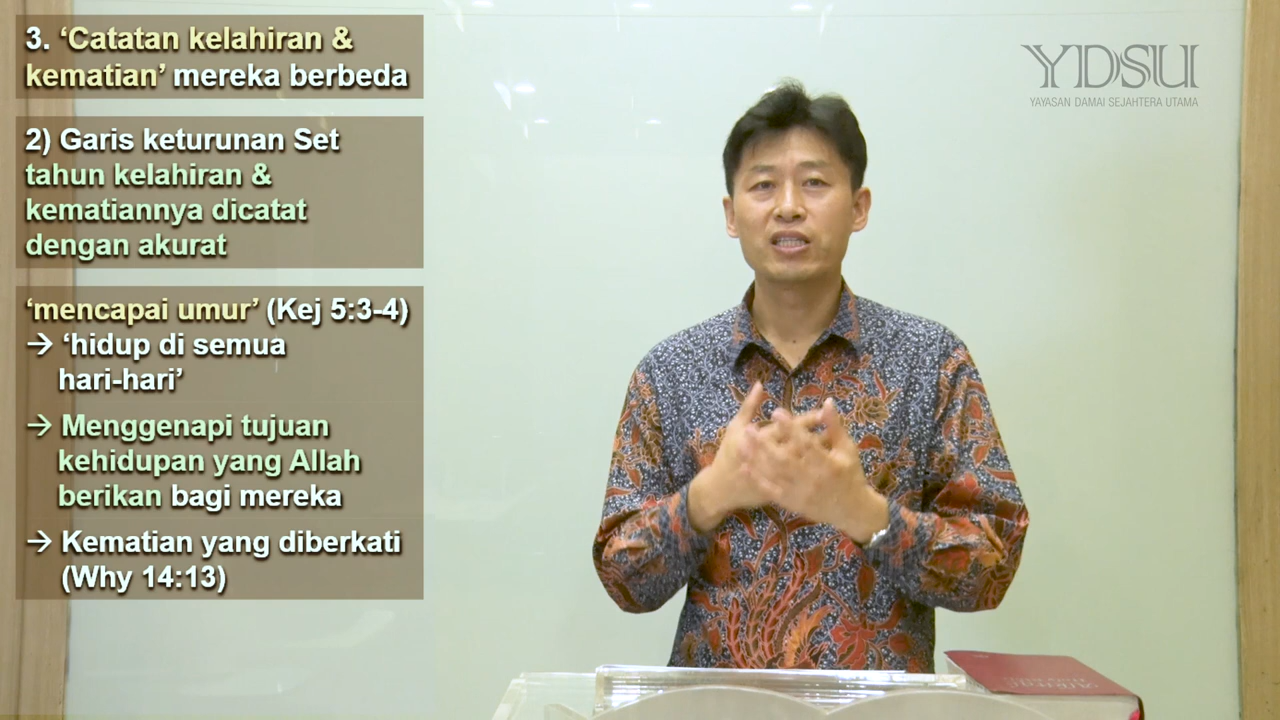 3. ‘Catatan kelahiran &
kematian’ mereka berbeda
2) Garis keturunan Set
tahun kelahiran &
kematiannya dicatat
dengan akurat
‘mencapai umur’ (Kej 5:3-4)
→ ‘hidup di semua
hari-hari’
→ Menggenapi tujuan
kehidupan yang Allah
berikan bagi mereka
→ Kematian yang diberkati
(Why 14:13)
YDSU
YAYASAN DAMAI SEJAHTERA UTAMA